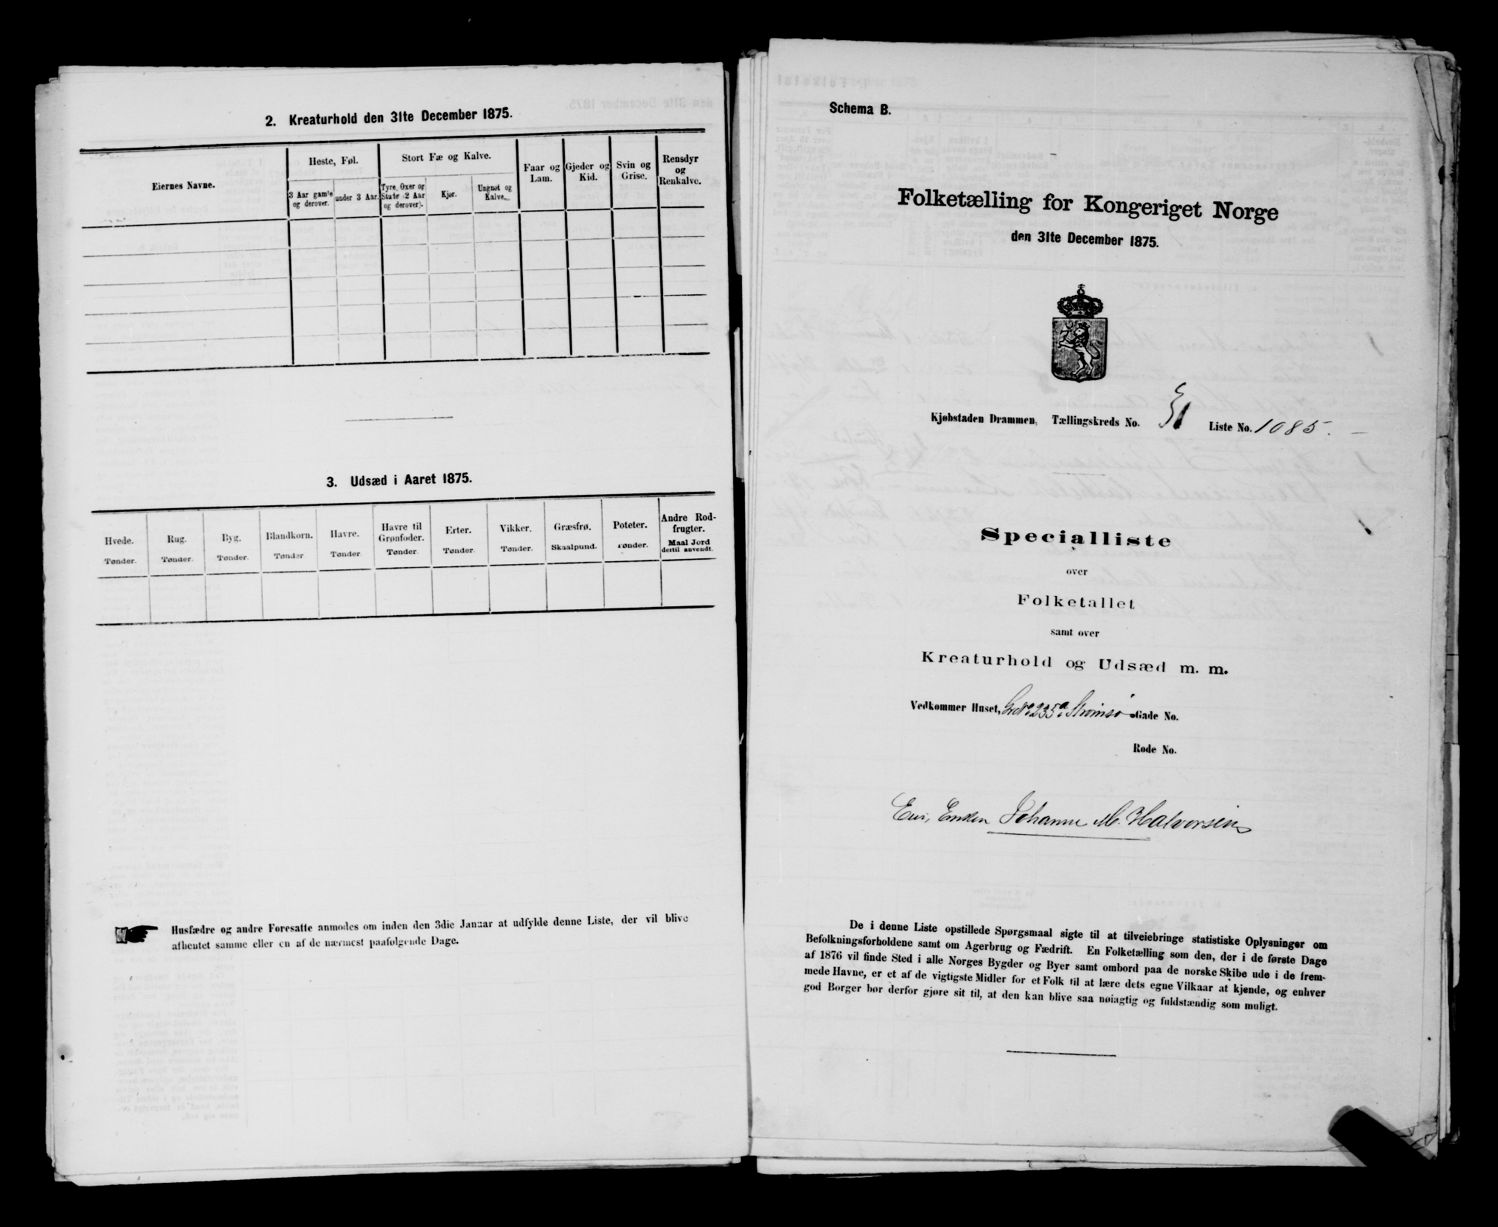 2. Kreaturhold den 31te December 1875.
Eiernes Navne.
Heste, Føl.
3 Aar gamle og derover.
under 3 Aar.
Stort Fæ og Kalve.
Tyre, Oxer og Stude (2 Aar og derover).
Kjør.
Ungnøt og Kalve.
Faar og Lam.
Gjeder og Kid.
Svin og Grise.
Rensdyr og Renkalve.
3. Udsæd i Aaret 1875.
Hvede. Tønder.
Rug. Tønder.
Byg. Tønder.
Blandkorn. Tønder
Havre. Tønder
Havre til Grønfoder. Tønder
Erter. Tønder.
Vikker. Tønder.
Græsfrø. Skaalpund.
Poteter. Tønder.
Andre Rodfrugter. Maal Jord dertil anvendt.
Husfædre og andre Foresatte anmodes om inden den 3die Januar at udfylde denne Liste, der vil blive
afhentet samme eller en af de nærmest paafølgende Dage.
Schema B.
Folketælling for Kongeriget Norge
den 31te December 1875.
Kjøbstaden Drammen, Tællingskreds No. Liste No. 1085.
Specialliste
over
Folketallet
samt over
Kreaturhold og Udsæd m. m.
Vedkommer Huset, 235a Strømsø Gade No.
Rode No.
Enken Johanne M. Halvorsen
De i denne Liste opstillede Spørgsmaal sigte til at tilveiebringe statistiske Oplysninger om
Befolkningsforholdene samt om Agerbrug og Fædrift. En Folketælling som den, der i de første Dage
af 1876 vil finde Sted i alle Norges Bygder og Byer samt ombord paa de norske Skibe ude i de frem-
mede Havne, er et af de vigtigste Midler for et Folk til at lære dets egne Vilkaar at kjende, og enhver
god Borger bør derfor gjøre sit til, at den kan blive saa nøiagtig og fuldstændig som muligt.